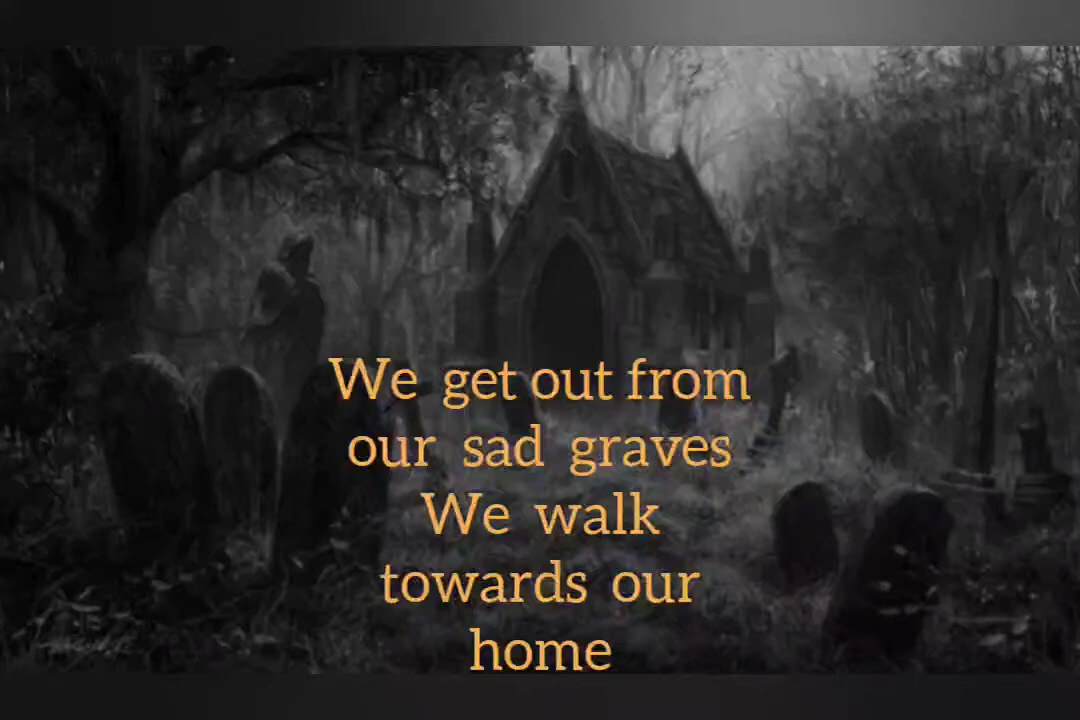 We get out from
our sad graves
We walk
towards our
home